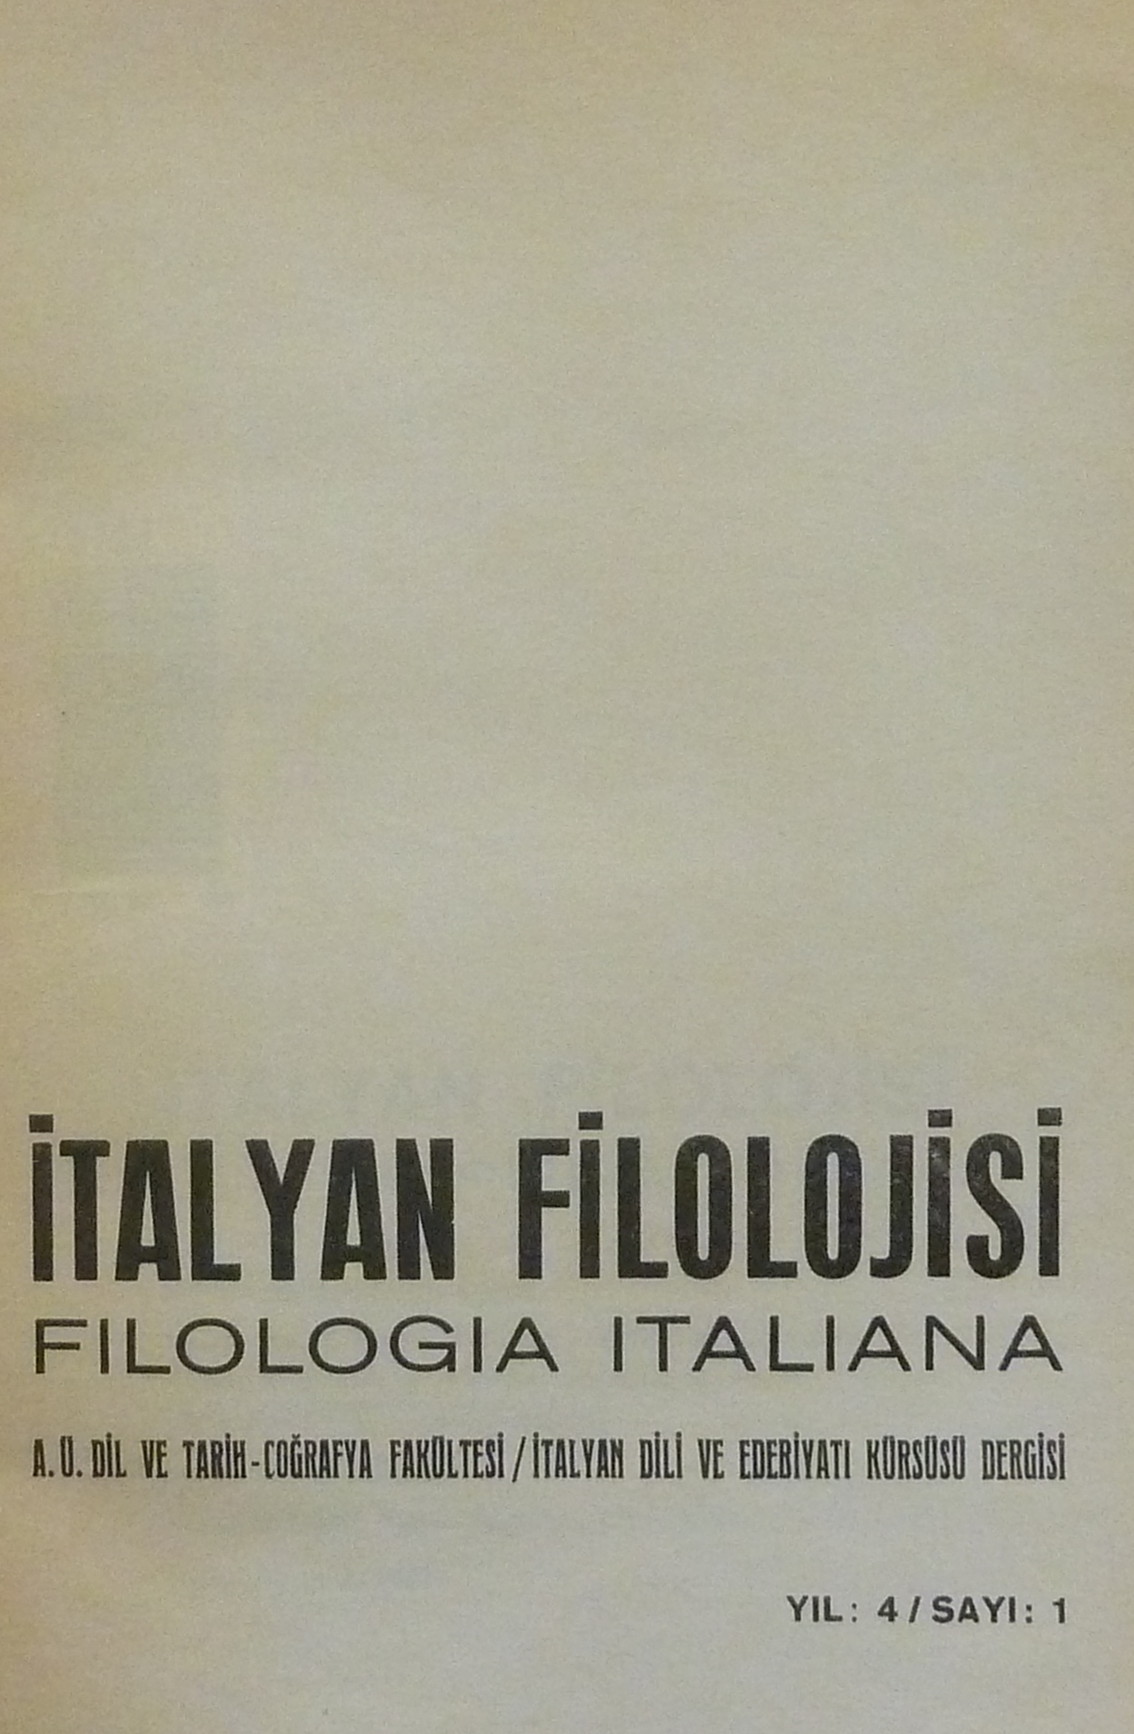 İTALYAN FİLOLOJİSİ
FILOLOGIA ITALIANA
A.Ü. DİL VE TARİH-COĞRAFYA FAKÜLTESİ/İTALYAN DİLİ VE EDEBİYATI KÜRSÜSÜ DERGİSİ
YIL: 4 / SAYI: 1